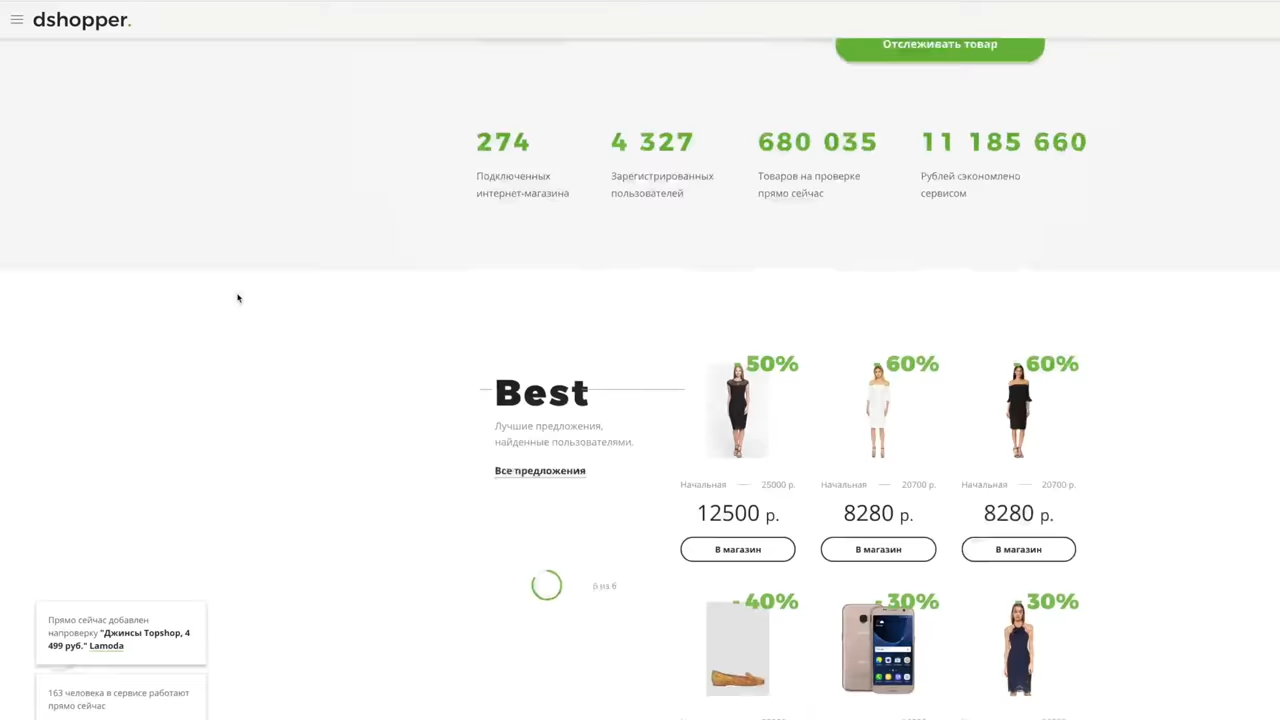 dshopper.
Отслеживать товар
274
4 327
680 035
11 185 660
Подключенных
интернет-магазина
Зарегистрированных
пользователей
Товаров на проверке
прямо сейчас
Рублей сэкономлено
сервисом
Best
Лучшие предложения,
найденные пользователями.
Все предложения
6 из 6
- 50%
- 60%
- 60%
Начальная — 25000 р.
Начальная — 20700 р.
Начальная — 20700 р.
12500 р.
8280 р.
8280 р.
В магазин
В магазин
В магазин
- 40%
- 30%
- 30%
Прямо сейчас добавлен
напроверку "Джинсы Topshop, 4
499 руб." Lamoda
163 человека в сервисе работают
прямо сейчас